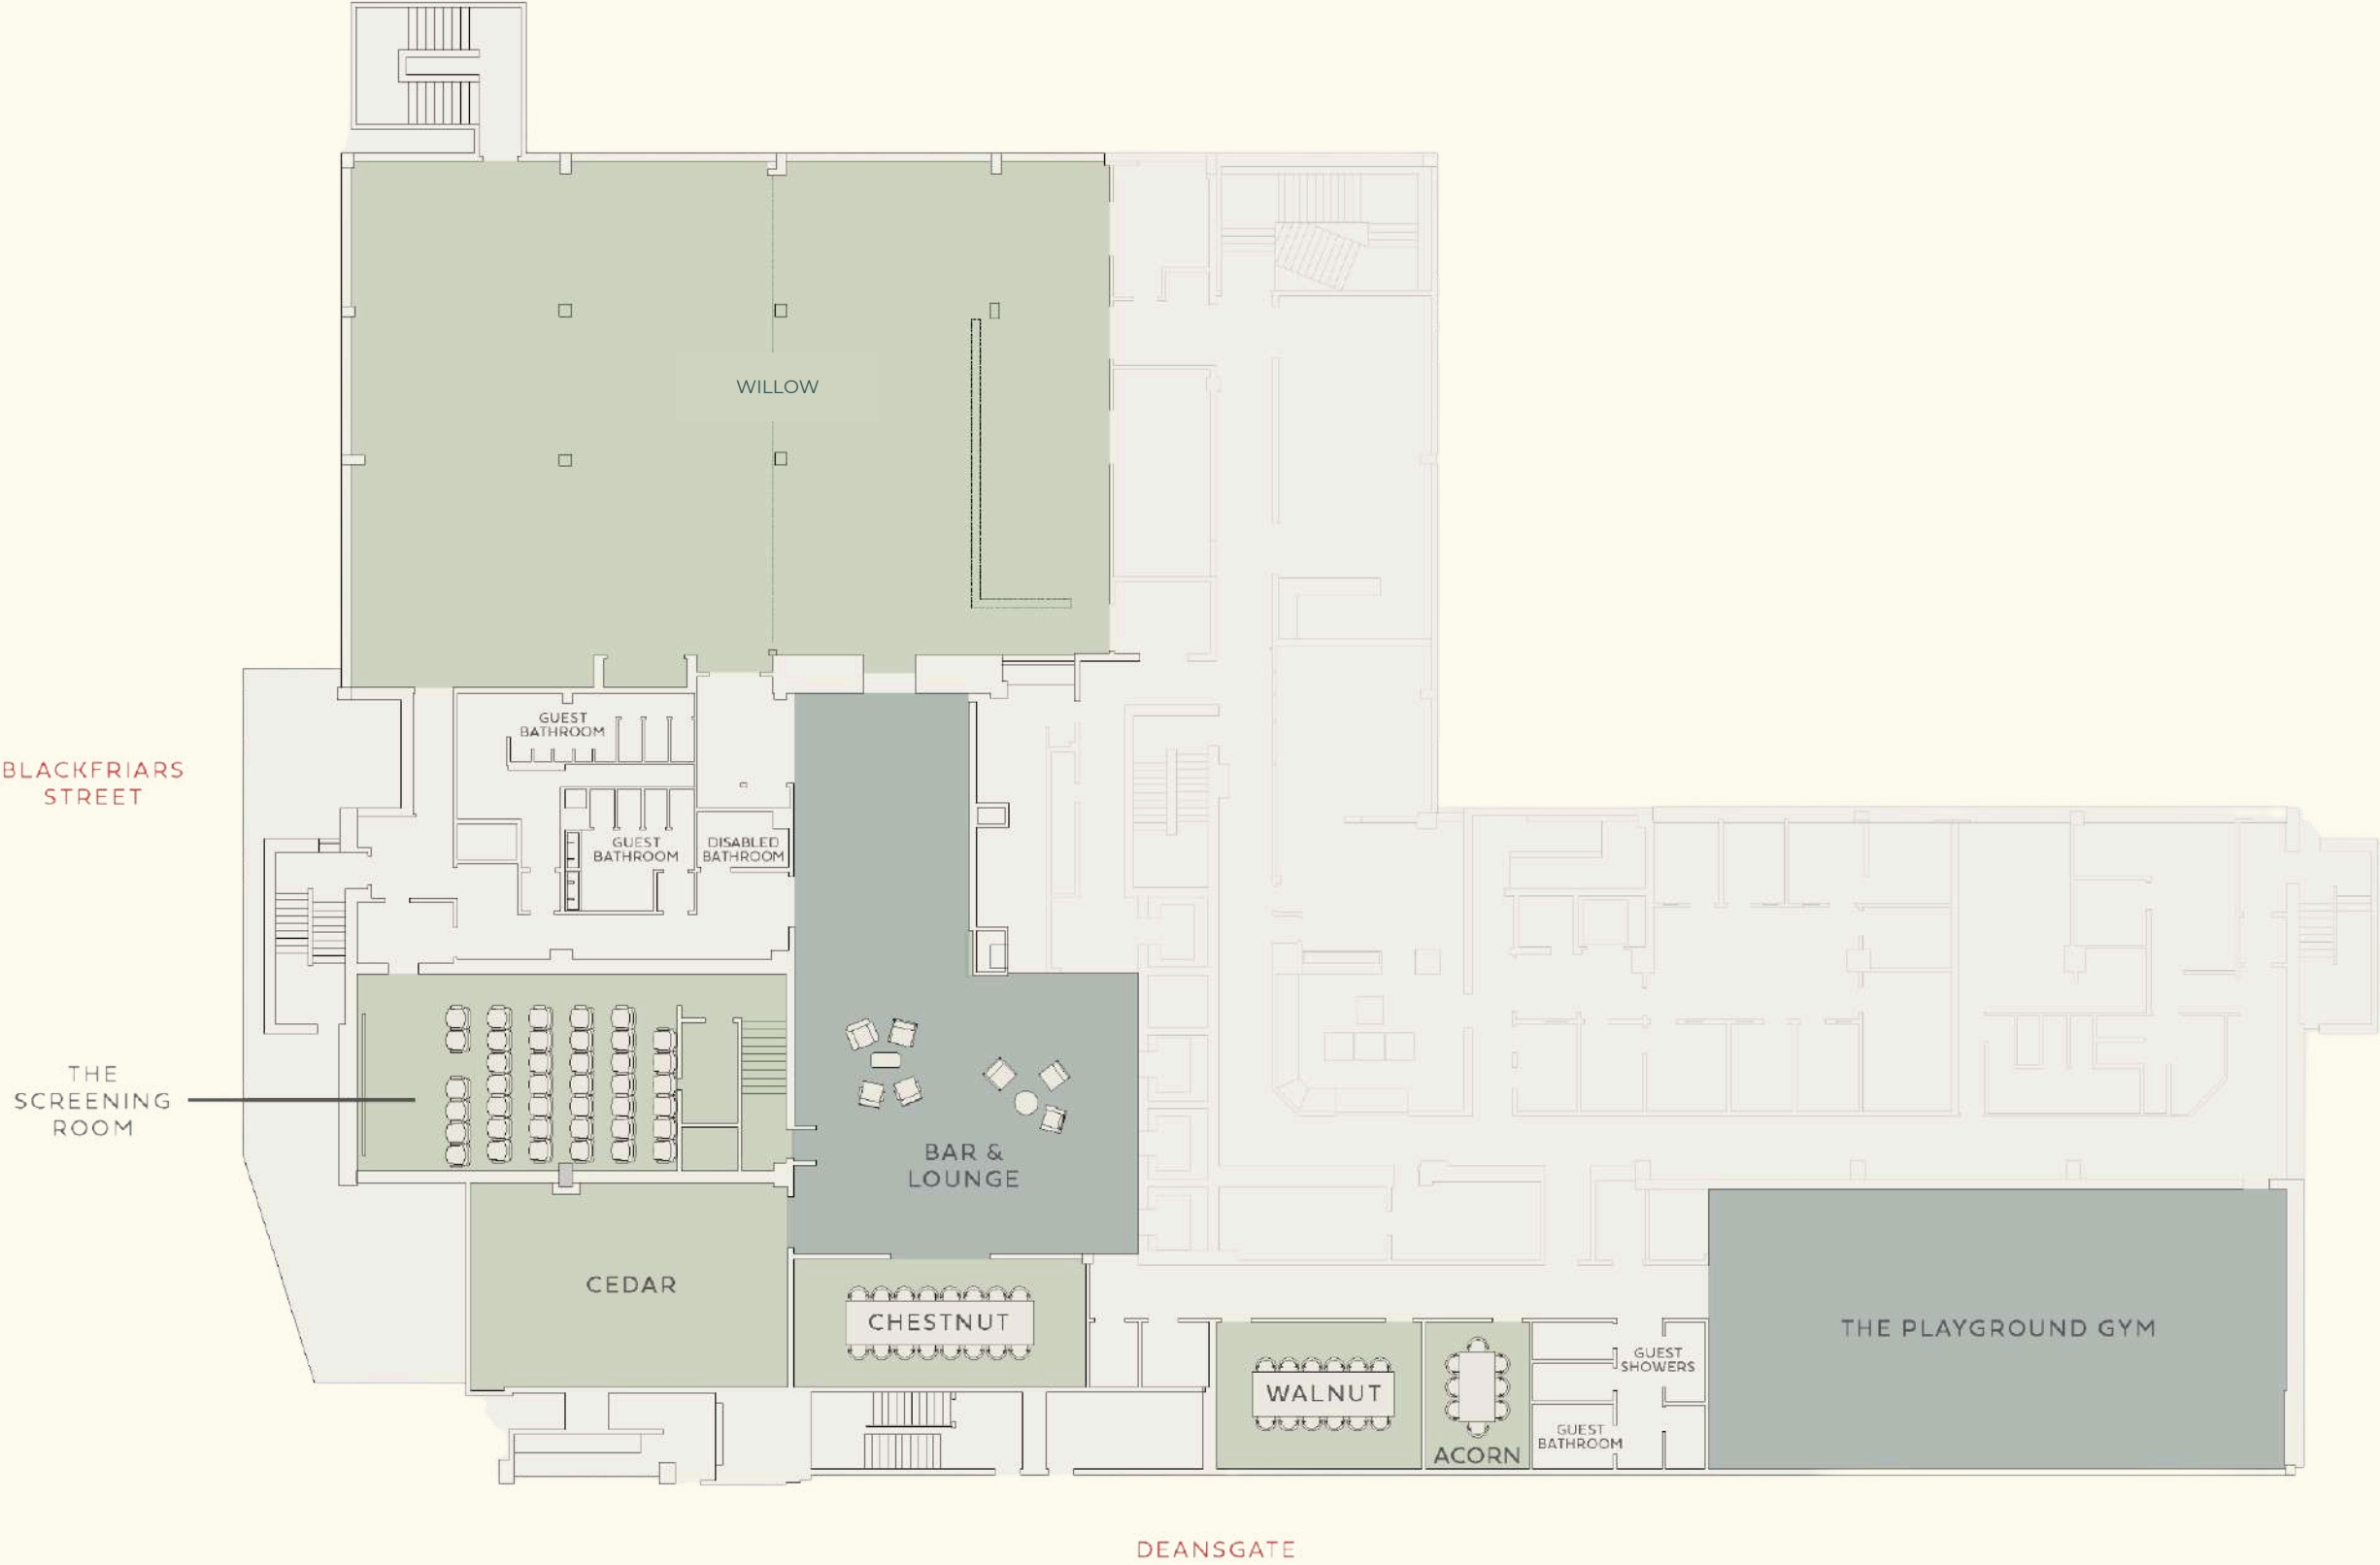 WILLOW
GUEST
BATHROOM
BLACKFRIARS
STREET
GUEST
BATHROOM
DISABLED
BATHROOM
THE
SCREENING
ROOM
BAR &
LOUNGE
CEDAR
CHESTNUT
THE PLAYGROUND GYM
GUEST
SHOWERS
WALNUT
GUEST
BATHROOM
ACORN
DEANSGATE